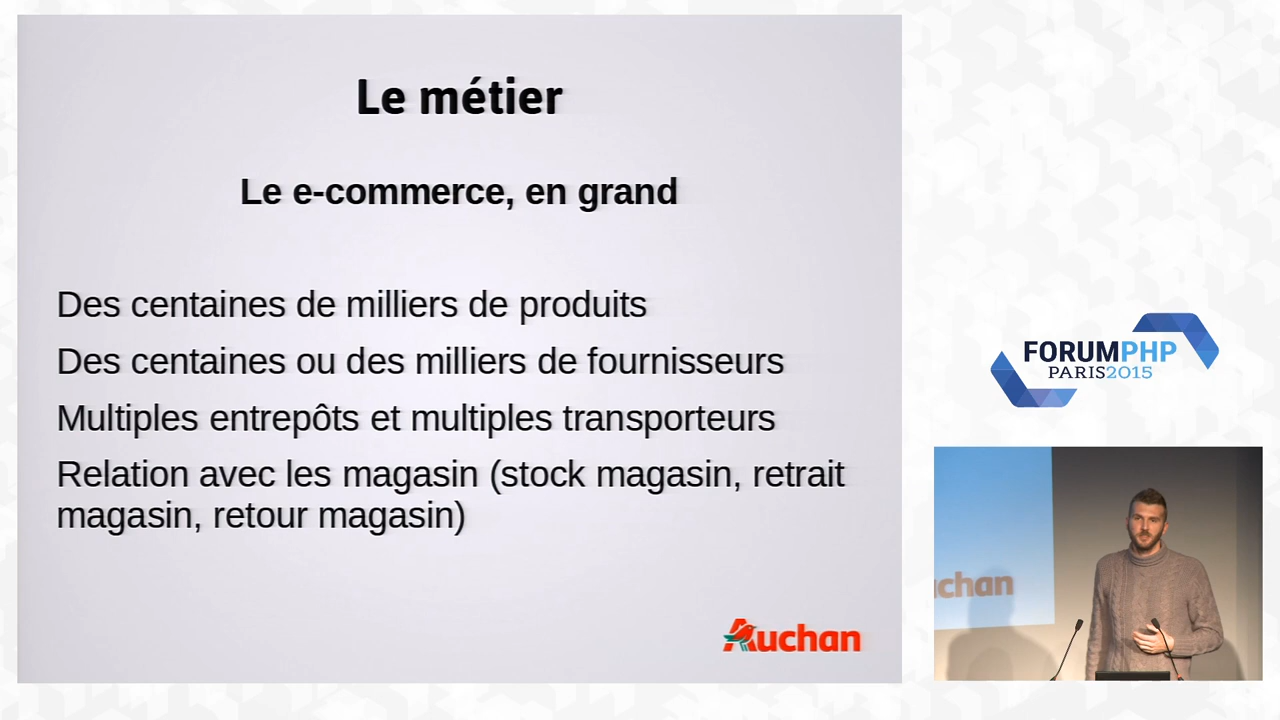 Le métier
Le e-commerce, en grand
Des centaines de milliers de produits
Des centaines ou des milliers de fournisseurs
Multiples entrepôts et multiples transporteurs
Relation avec les magasin (stock magasin, retrait
magasin, retour magasin)
Auchan
FORUMPHP
PARIS2015
chan